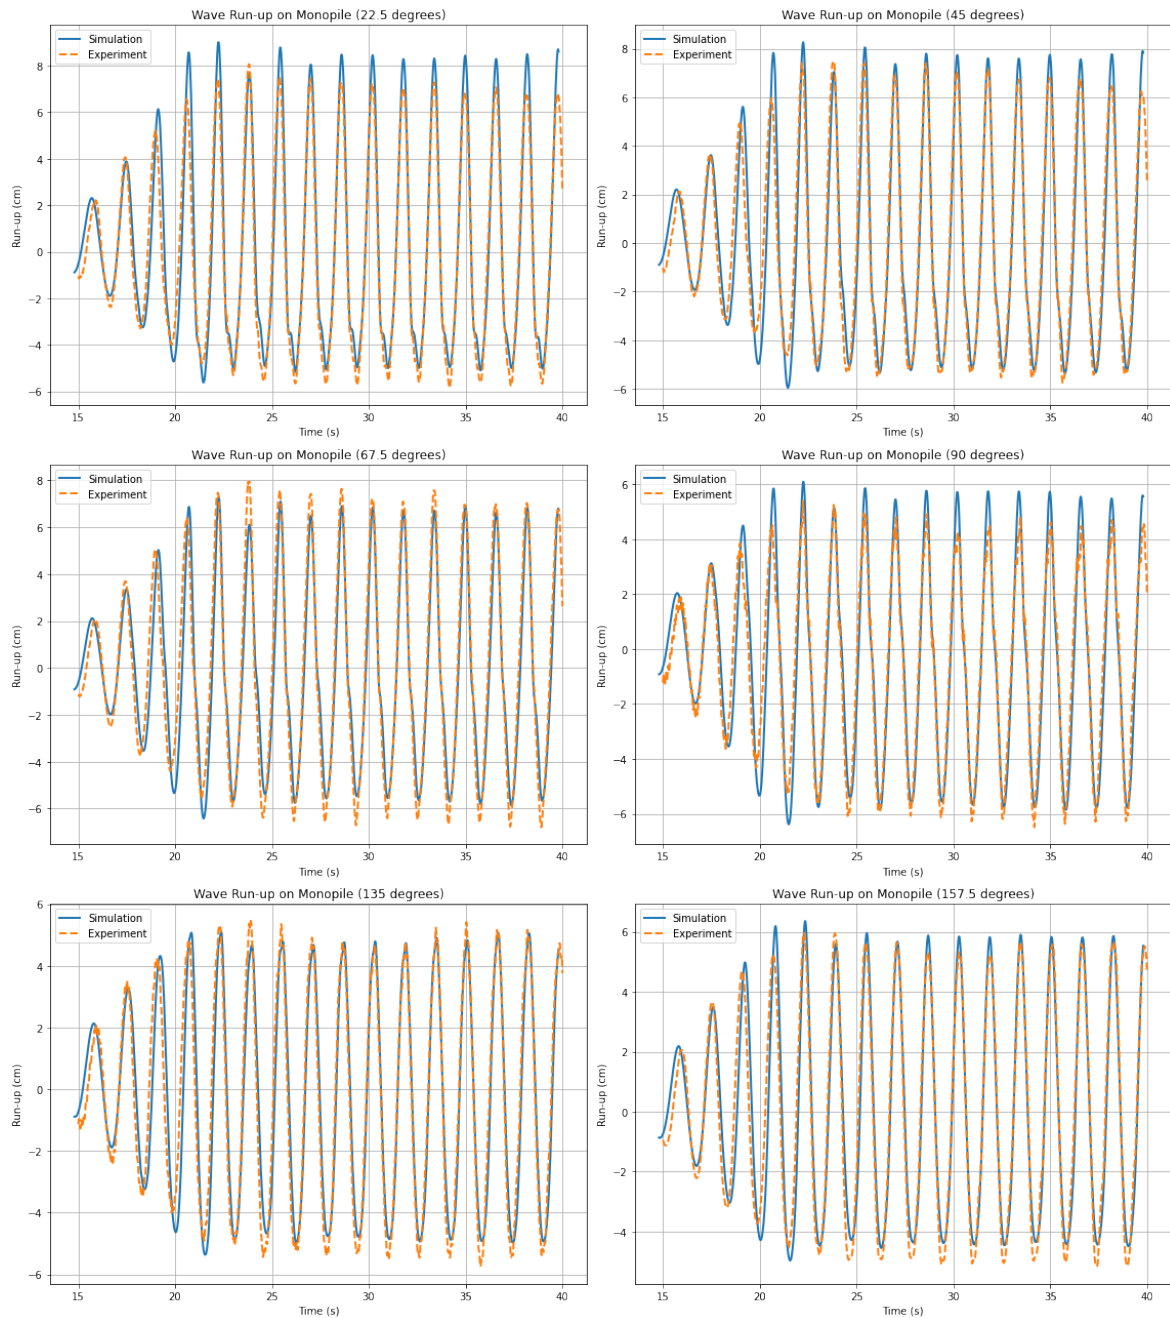 Wave Run-up on Monopile (22.5 degrees)
Simulation
Experiment
8
6
4
2
0
−2
−4
−6
Run-up (cm)
15 20 25 30 35 40
Time (s)
Wave Run-up on Monopile (45 degrees)
Simulation
Experiment
8
6
4
2
0
−2
−4
−6
Run-up (cm)
15 20 25 30 35 40
Time (s)
Wave Run-up on Monopile (67.5 degrees)
Simulation
Experiment
8
6
4
2
0
−2
−4
−6
Run-up (cm)
15 20 25 30 35 40
Time (s)
Wave Run-up on Monopile (90 degrees)
Simulation
Experiment
6
4
2
0
−2
−4
−6
Run-up (cm)
15 20 25 30 35 40
Time (s)
Wave Run-up on Monopile (135 degrees)
Simulation
Experiment
6
4
2
0
−2
−4
−6
Run-up (cm)
15 20 25 30 35 40
Time (s)
Wave Run-up on Monopile (157.5 degrees)
Simulation
Experiment
6
4
2
0
−2
−4
Run-up (cm)
15 20 25 30 35 40
Time (s)